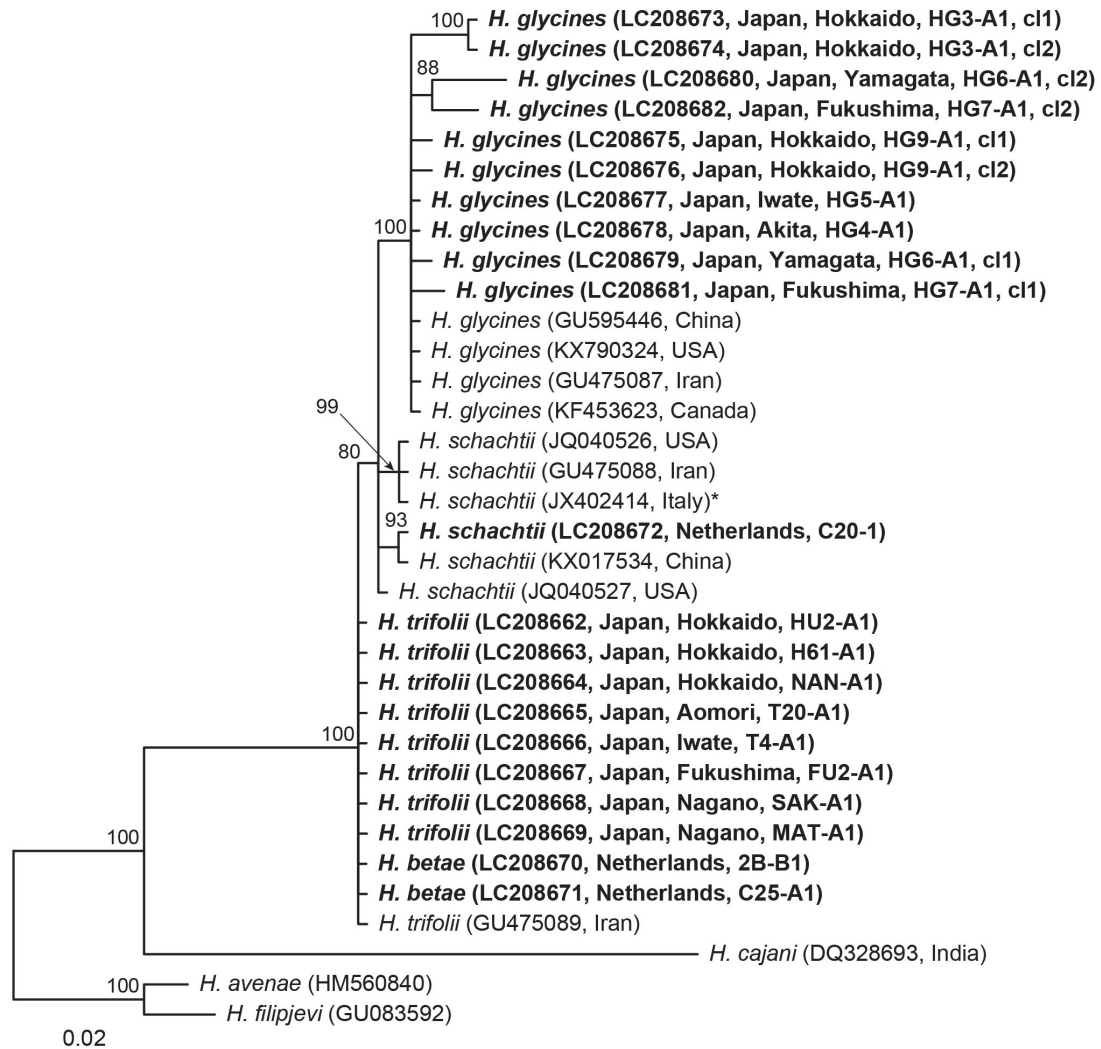 100
H. glycines (LC208673, Japan, Hokkaido, HG3-A1, cl1)
H. glycines (LC208674, Japan, Hokkaido, HG3-A1, cl2)
88
H. glycines (LC208680, Japan, Yamagata, HG6-A1, cl2)
H. glycines (LC208682, Japan, Fukushima, HG7-A1, cl2)
H. glycines (LC208675, Japan, Hokkaido, HG9-A1, cl1)
H. glycines (LC208676, Japan, Hokkaido, HG9-A1, cl2)
H. glycines (LC208677, Japan, Iwate, HG5-A1)
100
H. glycines (LC208678, Japan, Akita, HG4-A1)
H. glycines (LC208679, Japan, Yamagata, HG6-A1, cl1)
H. glycines (LC208681, Japan, Fukushima, HG7-A1, cl1)
H. glycines (GU595446, China)
H. glycines (KX790324, USA)
H. glycines (GU475087, Iran)
H. glycines (KF453623, Canada)
99
H. schachtii (JQ040526, USA)
80
H. schachtii (GU475088, Iran)
H. schachtii (JX402414, Italy)*
93
H. schachtii (LC208672, Netherlands, C20-1)
H. schachtii (KX017534, China)
H. schachtii (JQ040527, USA)
H. trifolii (LC208662, Japan, Hokkaido, HU2-A1)
H. trifolii (LC208663, Japan, Hokkaido, H61-A1)
H. trifolii (LC208664, Japan, Hokkaido, NAN-A1)
H. trifolii (LC208665, Japan, Aomori, T20-A1)
100
H. trifolii (LC208666, Japan, Iwate, T4-A1)
H. trifolii (LC208667, Japan, Fukushima, FU2-A1)
H. trifolii (LC208668, Japan, Nagano, SAK-A1)
H. trifolii (LC208669, Japan, Nagano, MAT-A1)
100
H. betae (LC208670, Netherlands, 2B-B1)
H. betae (LC208671, Netherlands, C25-A1)
H. trifolii (GU475089, Iran)
H. cajani (DQ328693, India)
100
H. avenae (HM560840)
H. filipjevi (GU083592)
0.02